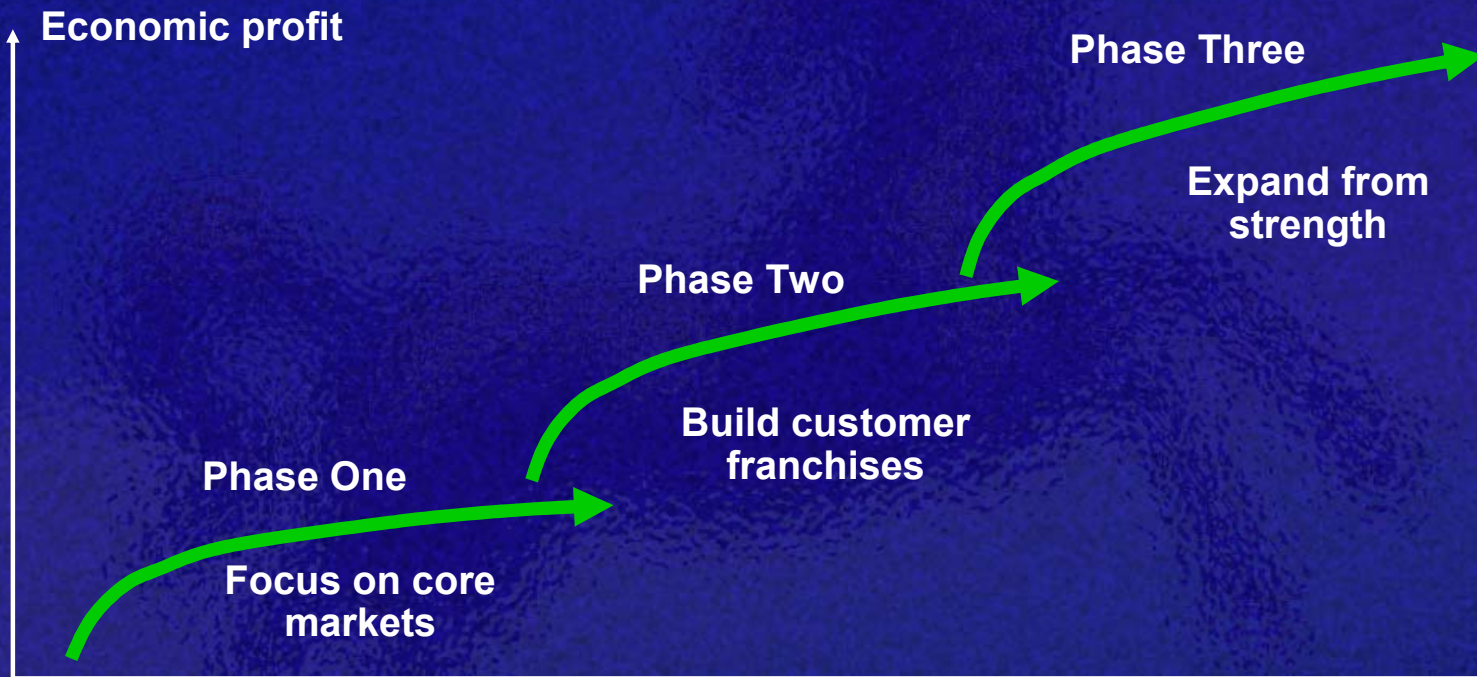 Economic profit
Phase Three
Expand from
strength
Phase Two
Build customer
franchises
Phase One
Focus on core
markets